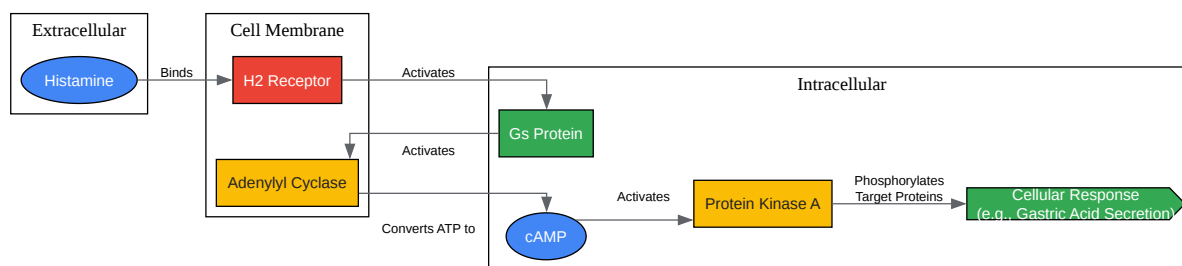 Extracellular
Cell Membrane
Histamine
Binds
H2 Receptor
Activates
Intracellular
Gs Protein
Activates
Adenylyl Cyclase
Converts ATP to
cAMP
Activates
Protein Kinase A
Phosphorylates
Target Proteins
Cellular Response
(e.g., Gastric Acid Secretion)